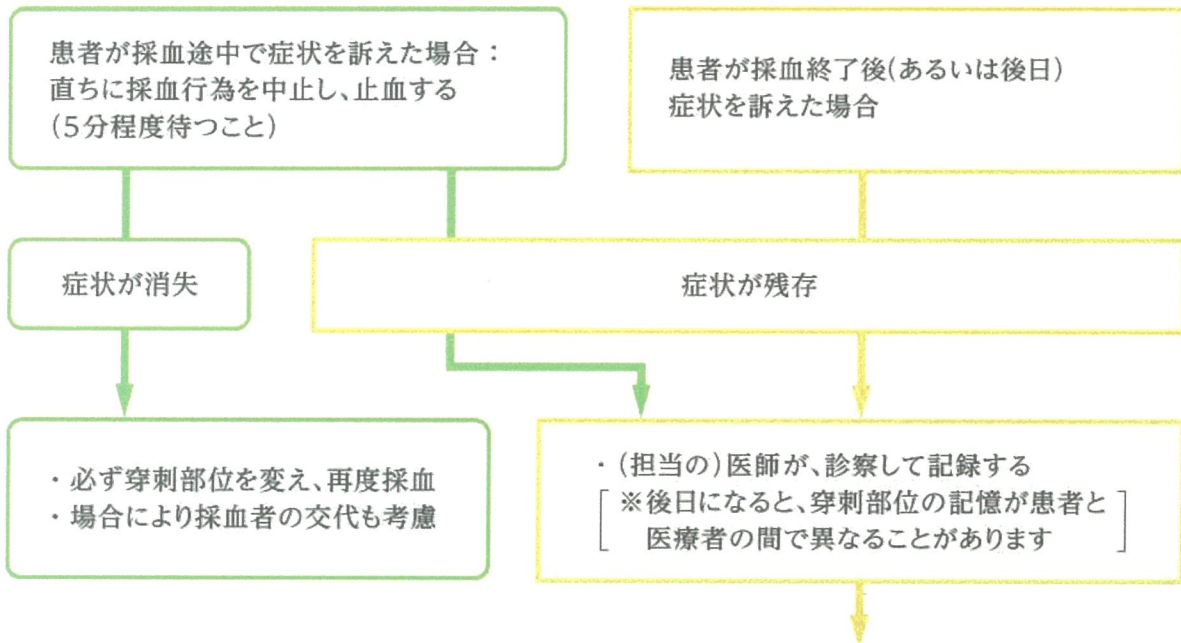 患者が採血途中で症状を訴えた場合：
直ちに採血行為を中止し、止血する
(5分程度待つこと)
患者が採血終了後(あるいは後日)
症状を訴えた場合
症状が消失
症状が残存
・必ず穿刺部位を変え、再度採血
・場合により採血者の交代も考慮
・(担当の)医師が、診察して記録する
[※後日になると、穿刺部位の記憶が患者と
医療者の間で異なることがあります]